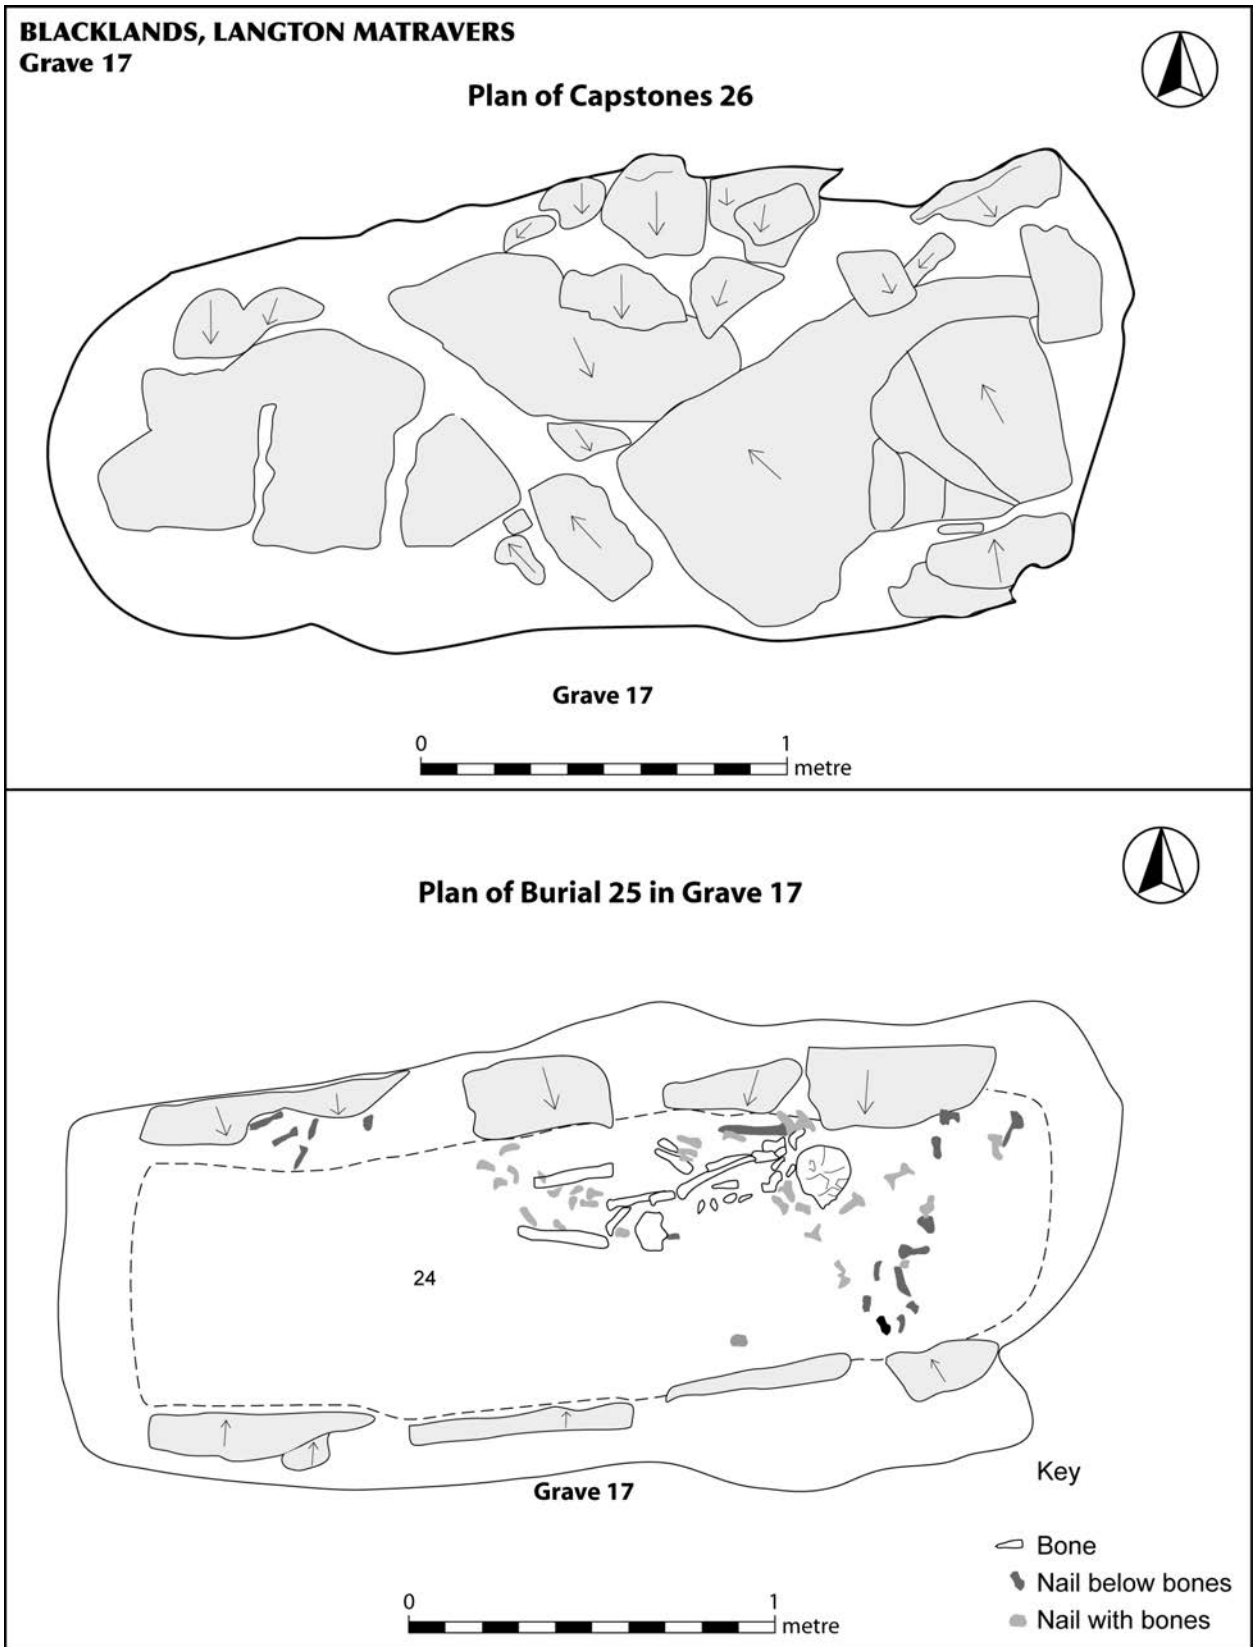 BLACKLANDS, LANGTON MATRAVERS
Grave 17
Plan of Capstones 26
Grave 17
0 1
metre
Plan of Burial 25 in Grave 17
24
Grave 17
Key
Bone
Nail below bones
Nail with bones
0 1
metre